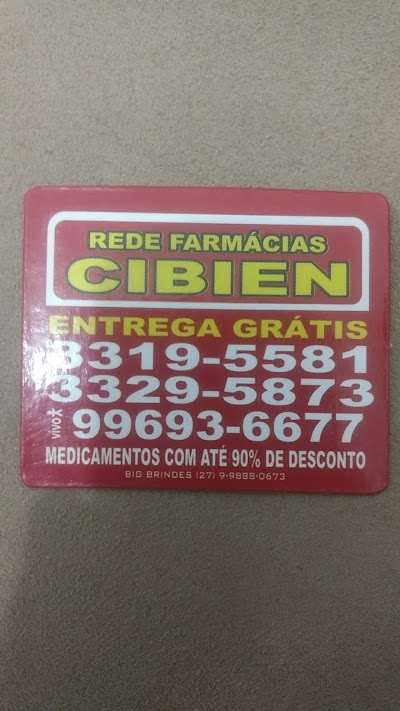 REDE FARMÁCIAS
CIBIEN
ENTREGA GRÁTIS
3319-5581
3329-5873
vivo 99693-6677
MEDICAMENTOS COM ATÉ 90% DE DESCONTO
BIG BRINDES (27) 9-9888-0673